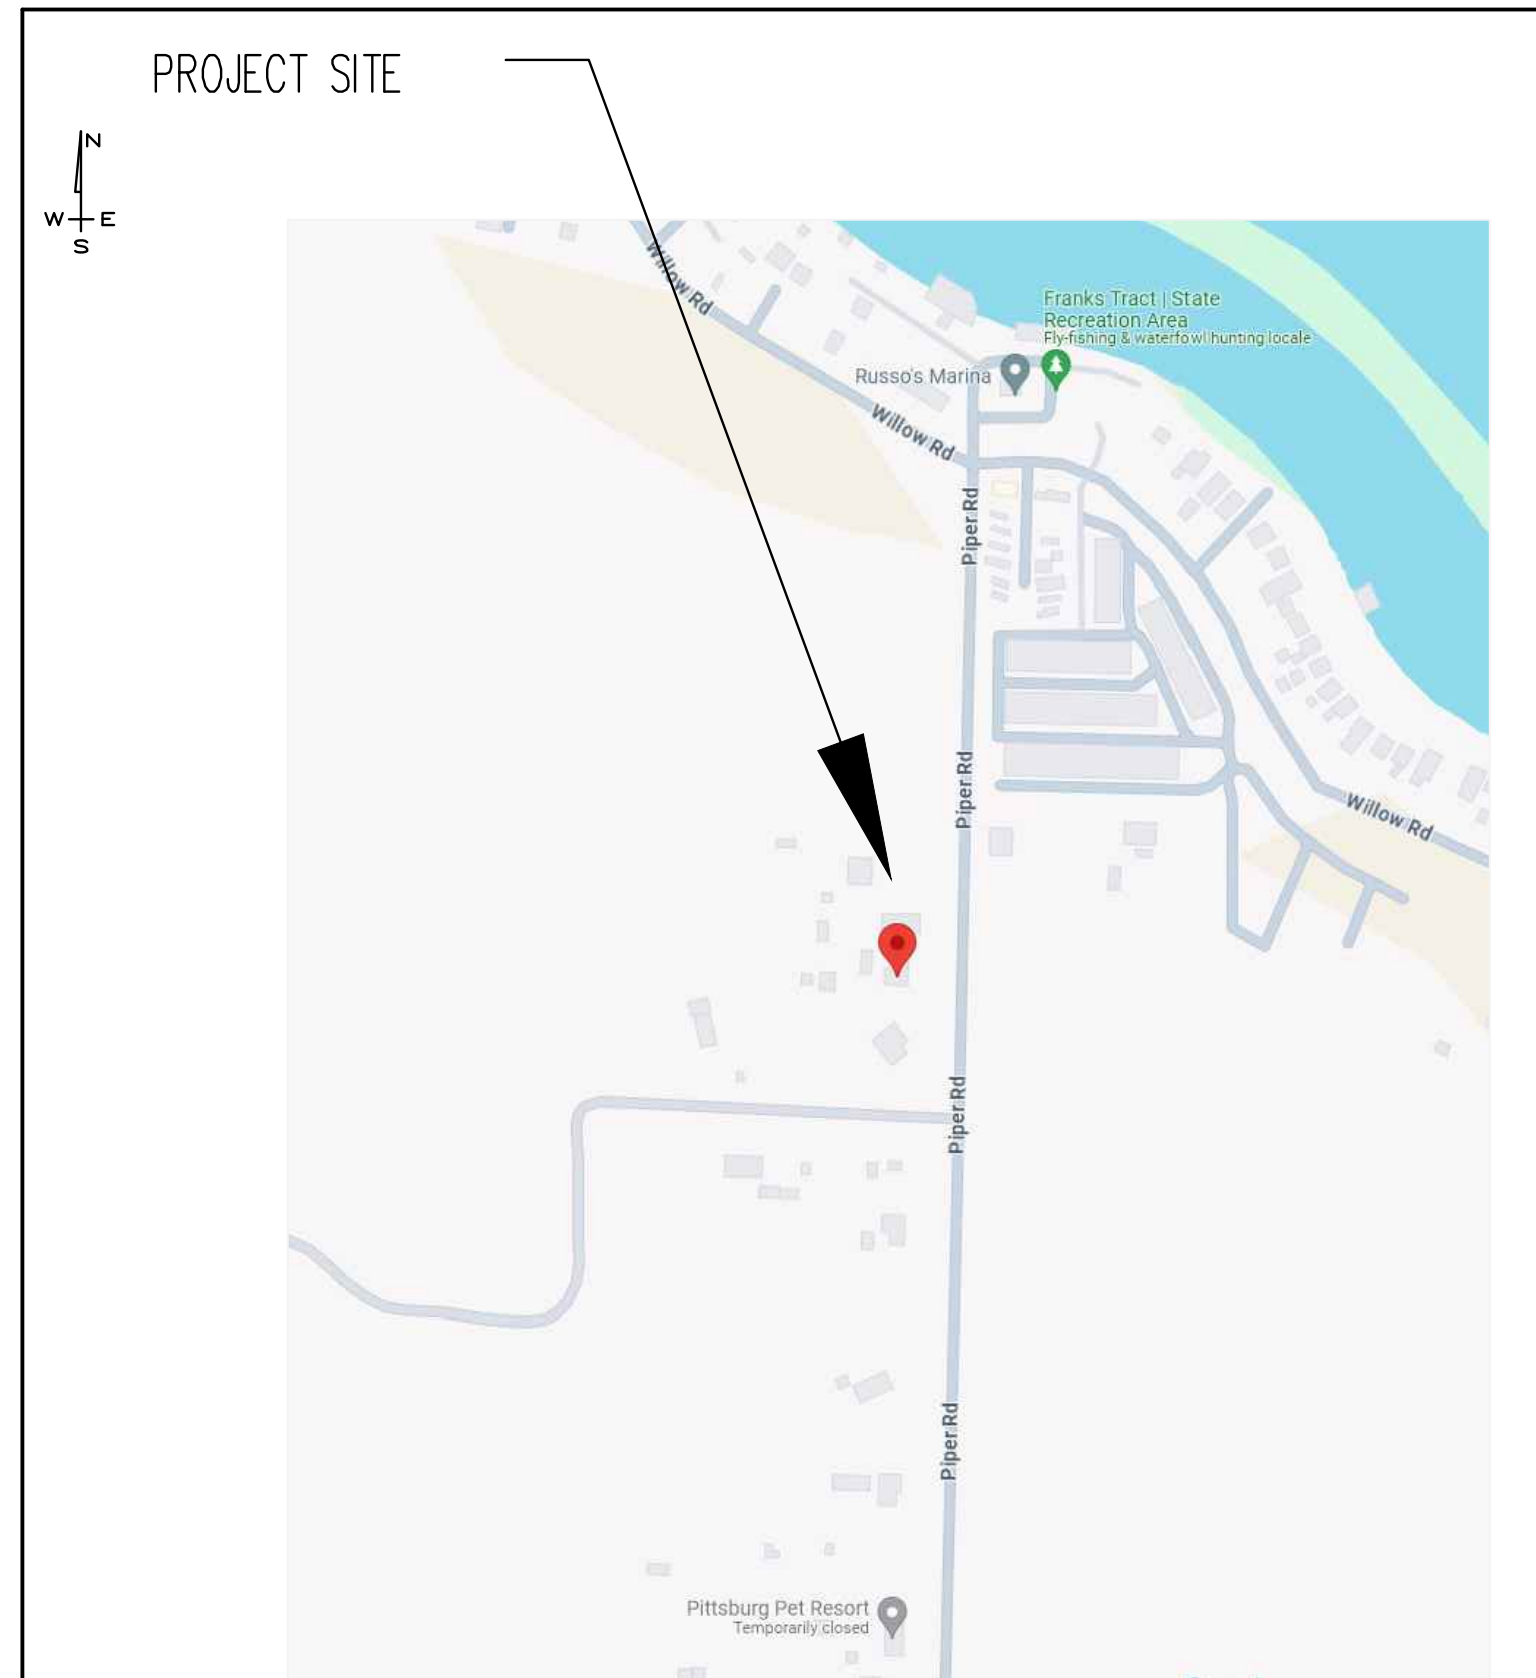 PROJECT SITE
N
W E
S
Willow Rd
Franks Tract | State
Recreation Area
Fly-fishing & waterfowl hunting locale
Russo's Marina
Willow Rd
Piper Rd
Piper Rd
Willow Rd
Piper Rd
Piper Rd
Pittsburg Pet Resort
Temporarily closed